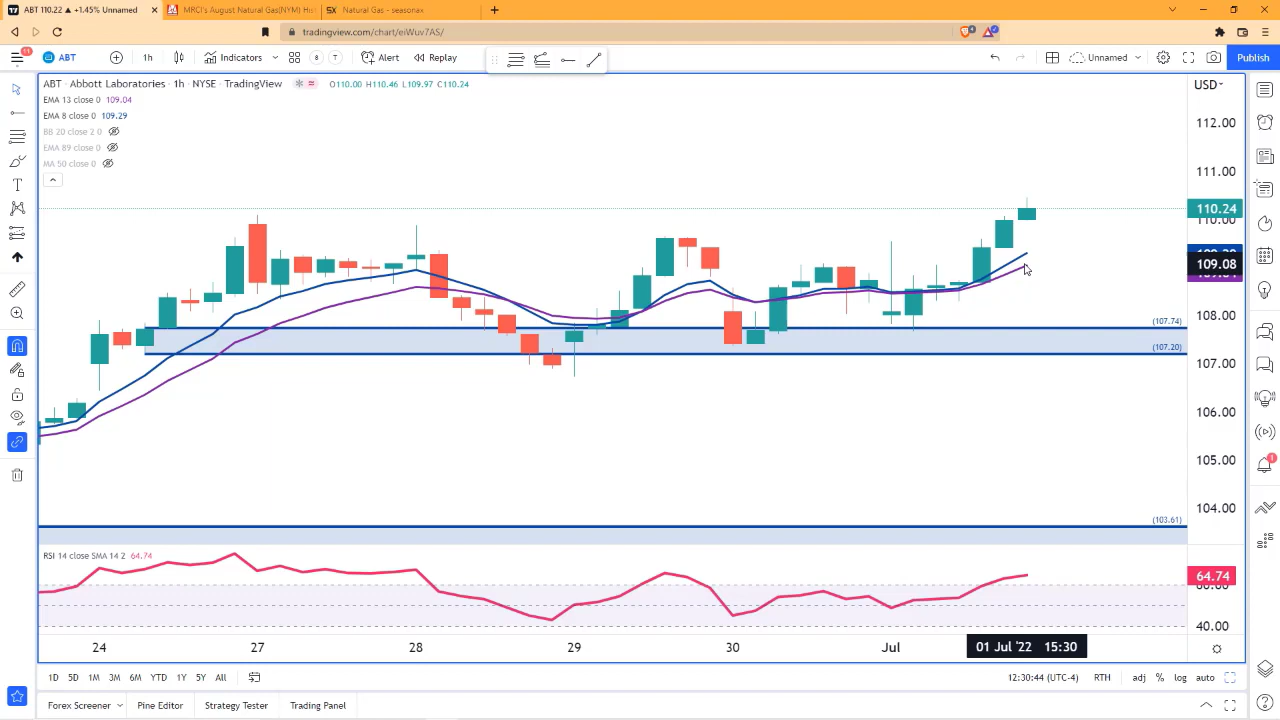 ABT 110.22 ▲ +1.45% Unnamed
MRCI's August Natural Gas(NYM) His
Natural Gas - seasonax
tradingview.com/chart/eiWuv7AS/
11 ABT 1h Indicators 8 T Alert Replay Unnamed Publish
ABT · Abbott Laboratories · 1h · NYSE · TradingView O110.00 H110.46 L109.97 C110.24 USD
EMA 13 close 0 109.04
EMA 8 close 0 109.29
BB 20 close 2 0
EMA 89 close 0
MA 50 close 0
112.00
111.00
110.24
110.00
109.08
108.00
107.00
106.00
105.00
104.00
(107.74)
(107.20)
(103.61)
RSI 14 close SMA 14 2 64.74
64.74
40.00
24 27 28 29 30 Jul 01 Jul '22 15:30
1D 5D 1M 3M 6M YTD 1Y 5Y All 12:30:44 (UTC-4) RTH adj % log auto
Forex Screener Pine Editor Strategy Tester Trading Panel